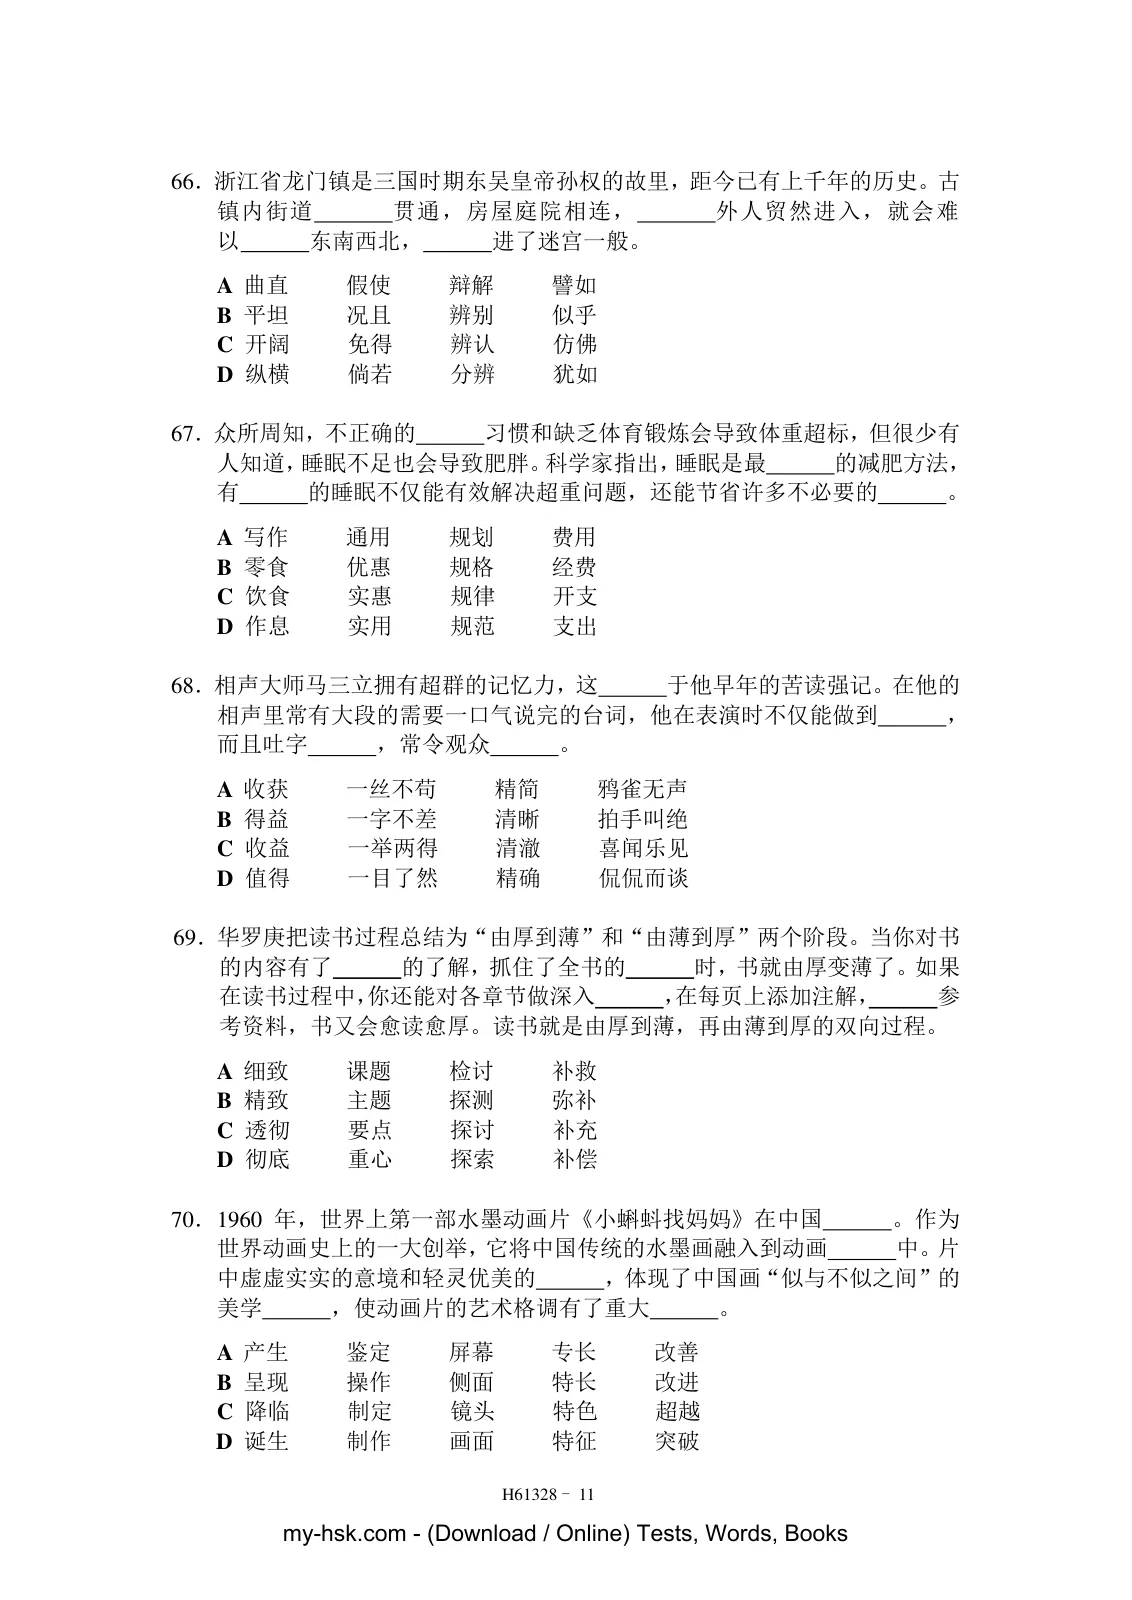 66．浙江省龙门镇是三国时期东吴皇帝孙权的故里，距今已有上千年的历史。古
镇内街道______贯通，房屋庭院相连，______外人贸然进入，就会难
以______东南西北，______进了迷宫一般。
A 曲直 假使 辩解 譬如
B 平坦 况且 辨别 似乎
C 开阔 免得 辨认 仿佛
D 纵横 倘若 分辨 犹如
67．众所周知，不正确的______习惯和缺乏体育锻炼会导致体重超标，但很少有
人知道，睡眠不足也会导致肥胖。科学家指出，睡眠是最______的减肥方法，
有______的睡眠不仅能有效解决超重问题，还能节省许多不必要的______。
A 写作 通用 规划 费用
B 零食 优惠 规格 经费
C 饮食 实惠 规律 开支
D 作息 实用 规范 支出
68．相声大师马三立拥有超群的记忆力，这______于他早年的苦读强记。在他的
相声里常有大段的需要一口气说完的台词，他在表演时不仅能做到______，
而且吐字______，常令观众______。
A 收获 一丝不苟 精简 鸦雀无声
B 得益 一字不差 清晰 拍手叫绝
C 收益 一举两得 清澈 喜闻乐见
D 值得 一目了然 精确 侃侃而谈
69．华罗庚把读书过程总结为“由厚到薄”和“由薄到厚”两个阶段。当你对书
的内容有了______的了解，抓住了全书的______时，书就由厚变薄了。如果
在读书过程中，你还能对各章节做深入______，在每页上添加注解，______参
考资料，书又会愈读愈厚。读书就是由厚到薄，再由薄到厚的双向过程。
A 细致 课题 检讨 补救
B 精致 主题 探测 弥补
C 透彻 要点 探讨 补充
D 彻底 重心 探索 补偿
70．1960 年，世界上第一部水墨动画片《小蝌蚪找妈妈》在中国______。作为
世界动画史上的一大创举，它将中国传统的水墨画融入到动画______中。片
中虚虚实实的意境和轻灵优美的______，体现了中国画“似与不似之间”的
美学______，使动画片的艺术格调有了重大______。
A 产生 鉴定 屏幕 专长 改善
B 呈现 操作 侧面 特长 改进
C 降临 制定 镜头 特色 超越
D 诞生 制作 画面 特征 突破
H61328－ 11
my-hsk.com - (Download / Online) Tests, Words, Books